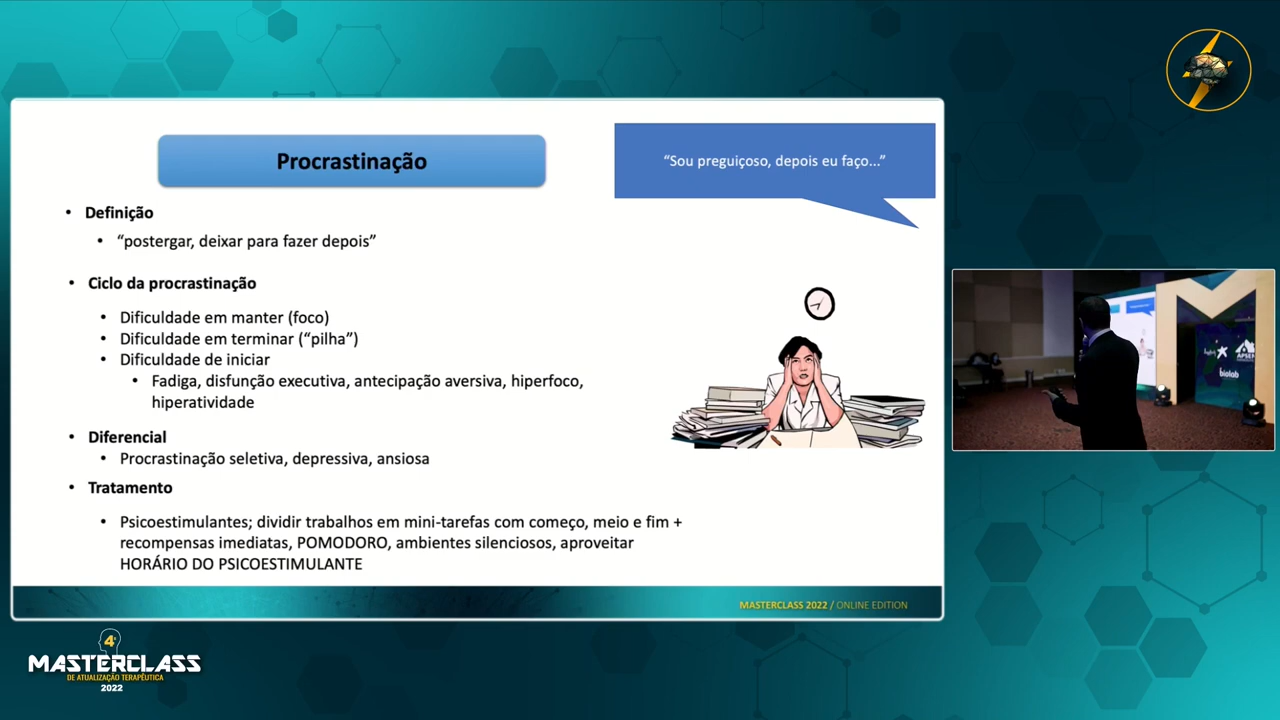 Procrastinação
“Sou preguiçoso, depois eu faço...”
• Definição
• “postergar, deixar para fazer depois”
• Ciclo da procrastinação
• Dificuldade em manter (foco)
• Dificuldade em terminar (“pilha”)
• Dificuldade de iniciar
• Fadiga, disfunção executiva, antecipação aversiva, hiperfoco,
hiperatividade
• Diferencial
• Procrastinação seletiva, depressiva, ansiosa
• Tratamento
• Psicoestimulantes; dividir trabalhos em mini-tarefas com começo, meio e fim +
recompensas imediatas, POMODORO, ambientes silenciosos, aproveitar
HORÁRIO DO PSICOESTIMULANTE
MASTERCLASS 2022 / ONLINE EDITION
M
APSEN
biolab
4ª
MASTERCLASS
DE ATUALIZAÇÃO TERAPÊUTICA
2022